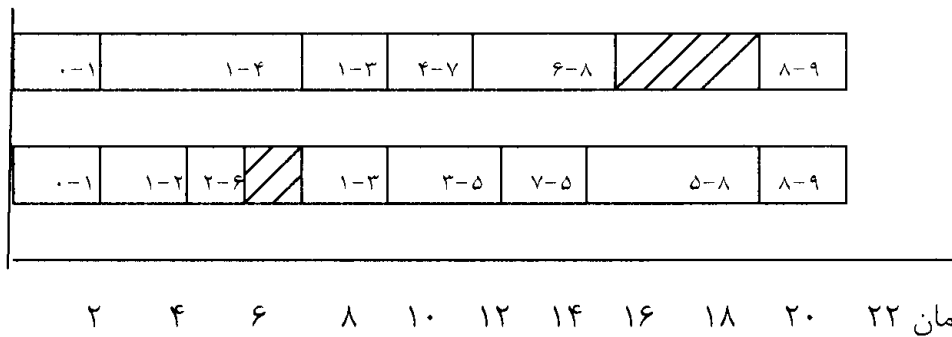 ۰-۱ ۱-۴ ۱-۳ ۴-۷ ۶-۸ ۸-۹
۰-۱ ۱-۲ ۲-۶ ۱-۳ ۳-۵ ۷-۵ ۵-۸ ۸-۹
۲ ۴ ۶ ۸ ۱۰ ۱۲ ۱۴ ۱۶ ۱۸ ۲۰ ۲۲ مان